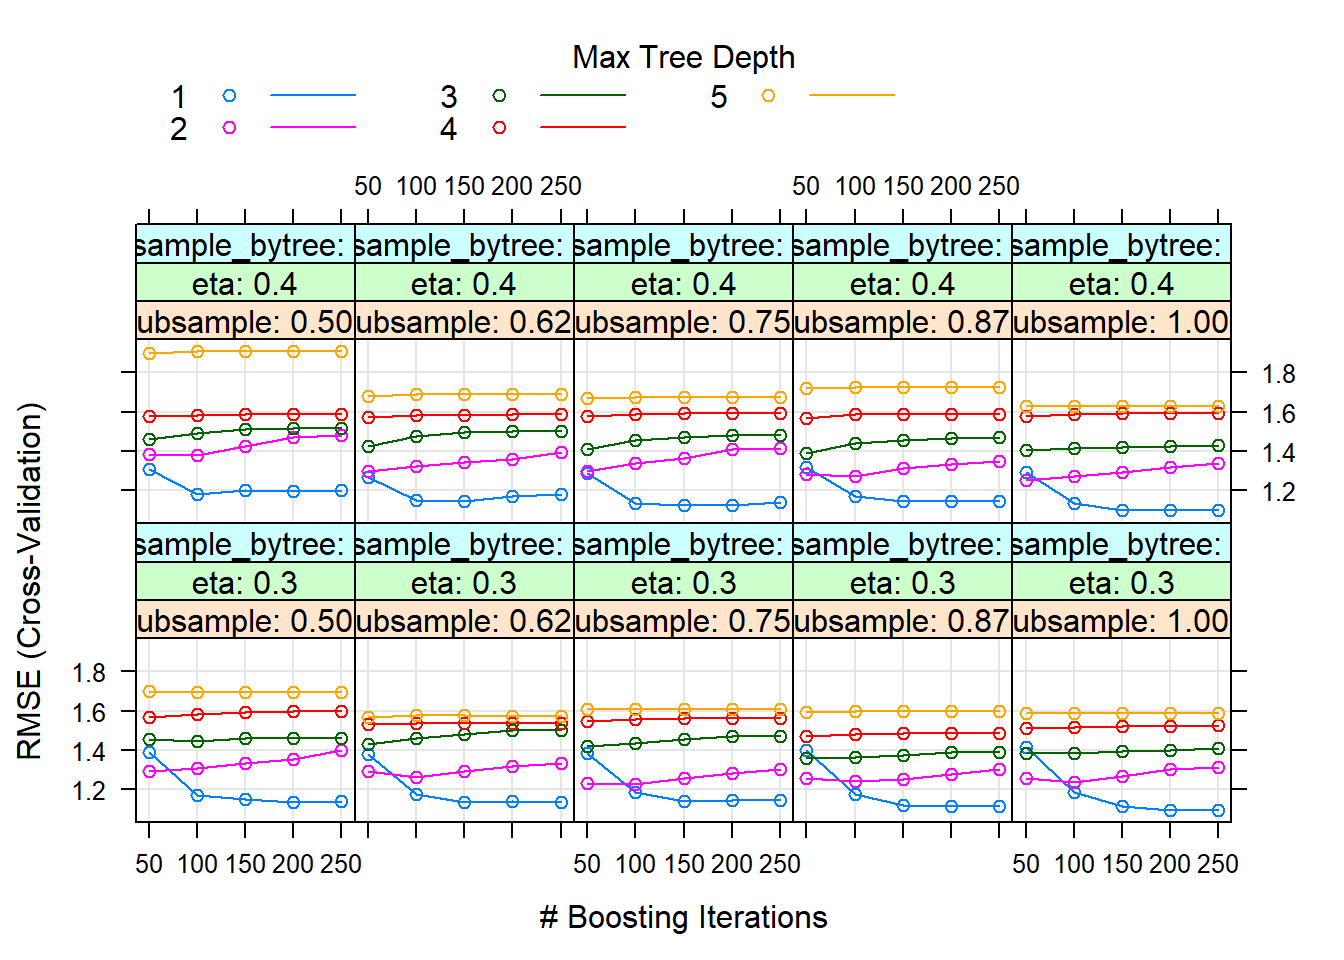 Max Tree Depth
1 3 5
2 4
50 100 150 200 250 50 100 150 200 250
sample_bytree: sample_bytree: sample_bytree: sample_bytree: sample_bytree:
eta: 0.4 eta: 0.4 eta: 0.4 eta: 0.4 eta: 0.4
ubsample: 0.50 ubsample: 0.62 ubsample: 0.75 ubsample: 0.87 ubsample: 1.00
1.8
1.6
1.4
1.2
sample_bytree: sample_bytree: sample_bytree: sample_bytree: sample_bytree:
eta: 0.3 eta: 0.3 eta: 0.3 eta: 0.3 eta: 0.3
ubsample: 0.50 ubsample: 0.62 ubsample: 0.75 ubsample: 0.87 ubsample: 1.00
1.8
1.6
1.4
1.2
50 100 150 200 250 50 100 150 200 250 50 100 150 200 250
# Boosting Iterations
RMSE (Cross-Validation)